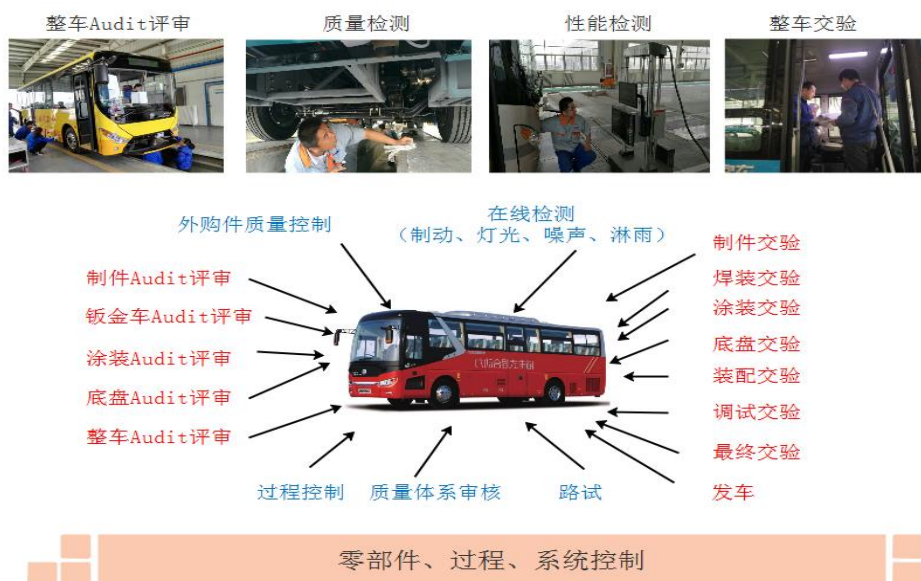 整车Audit评审
质量检测
性能检测
整车交验
外购件质量控制
在线检测
（制动、灯光、噪声、淋雨）
制件Audit评审
钣金车Audit评审
涂装Audit评审
底盘Audit评审
整车Audit评审
制件交验
焊装交验
涂装交验
底盘交验
装配交验
调试交验
最终交验
发车
过程控制
质量体系审核
路试
零部件、过程、系统控制